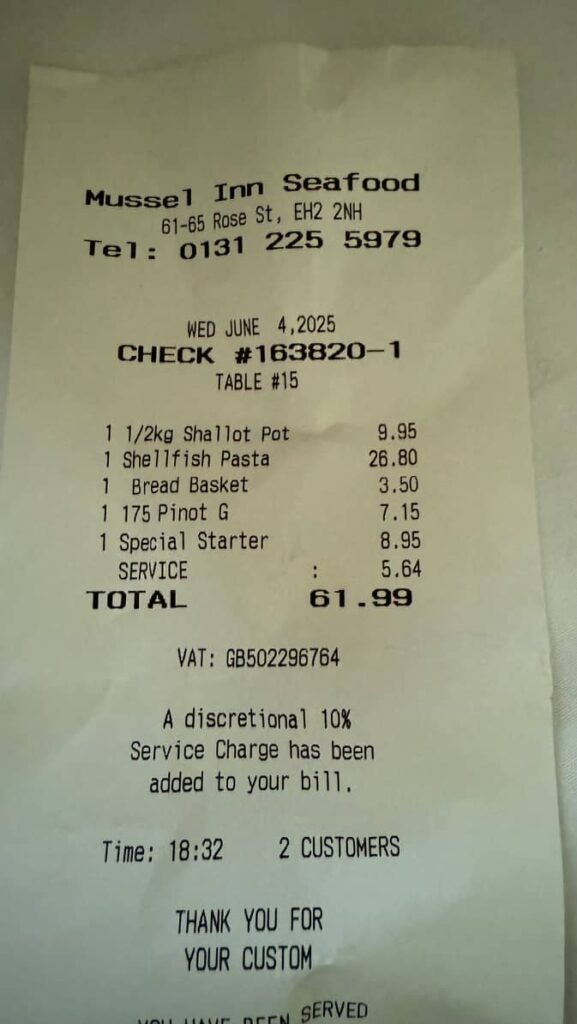 Mussel Inn Seafood
61-65 Rose St, EH2 2NH
Tel: 0131 225 5979
WED JUNE 4,2025
CHECK #163820-1
TABLE #15
1 1/2kg Shallot Pot 9.95
1 Shellfish Pasta 26.80
1 Bread Basket 3.50
1 175 Pinot G 7.15
1 Special Starter 8.95
SERVICE : 5.64
TOTAL 61.99
VAT: GB502296764
A discretional 10%
Service Charge has been
added to your bill.
Time: 18:32 2 CUSTOMERS
THANK YOU FOR
YOUR CUSTOM
YOU HAVE BEEN SERVED